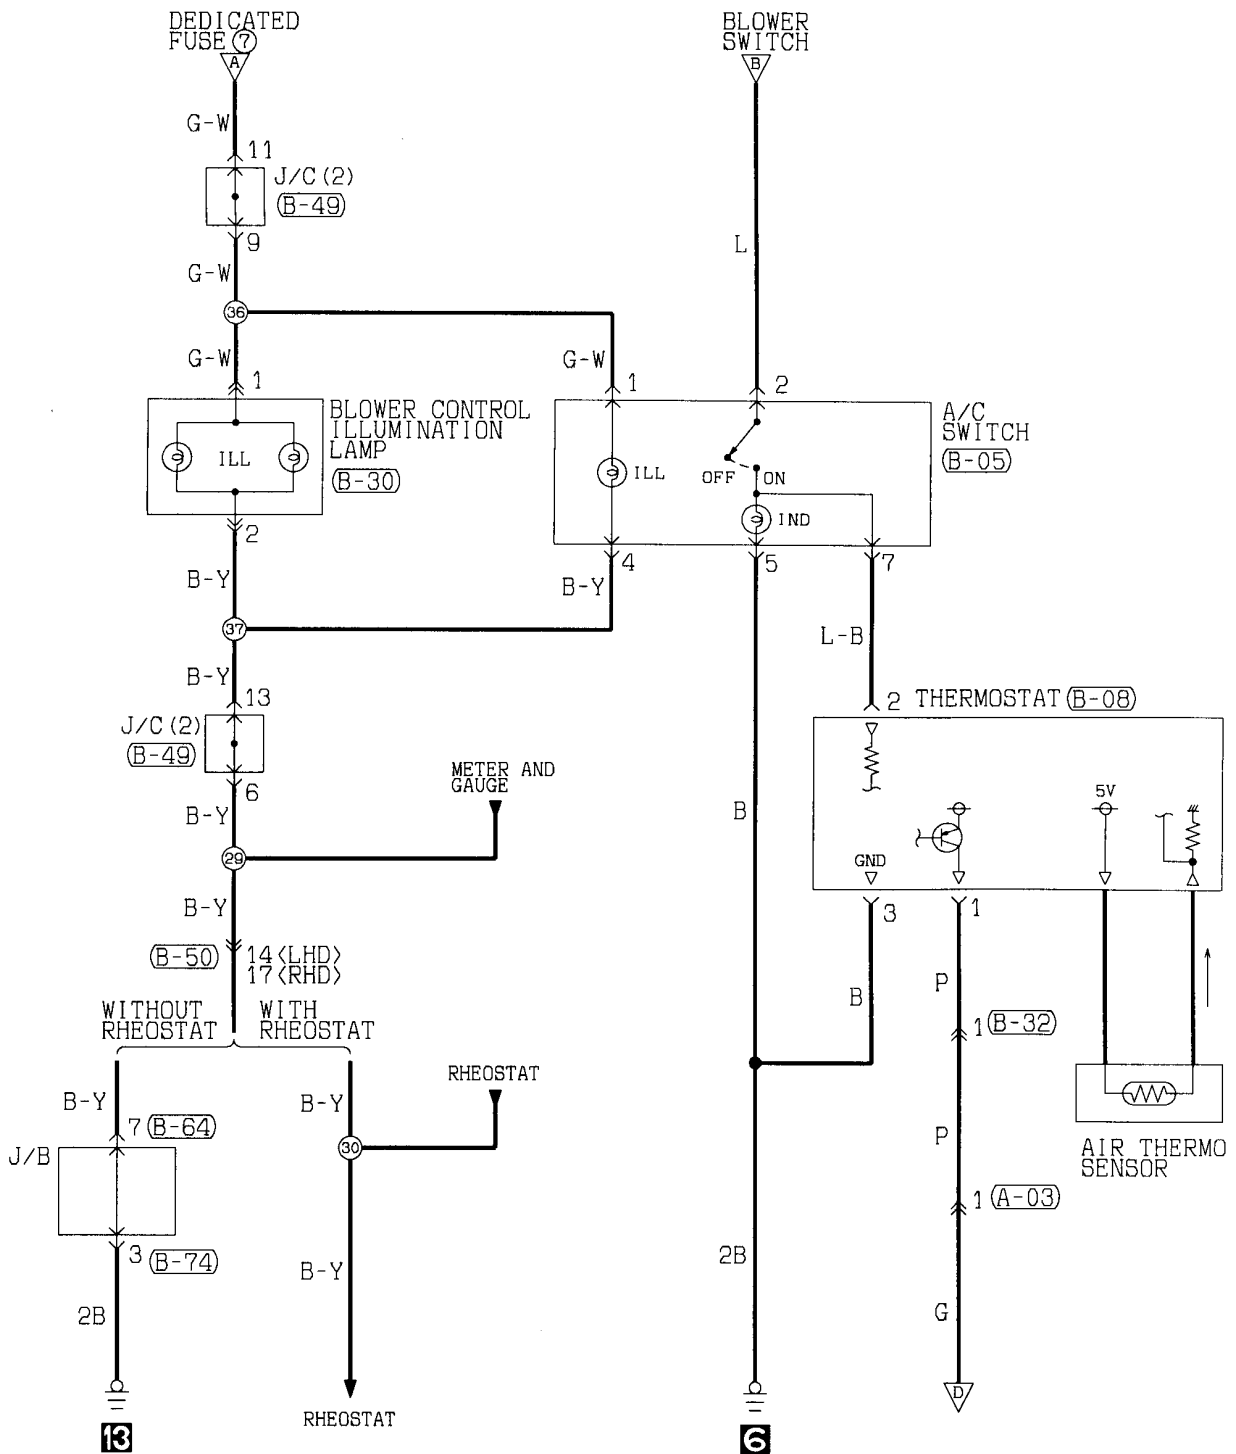 DEDICATED
FUSE 7
A
BLOWER
SWITCH
B
G-W
11
J/C (2)
B-49
9
L
G-W
36
G-W
G-W
1
1
2
BLOWER CONTROL
ILLUMINATION
LAMP
B-30
ILL
A/C
SWITCH
B-05
ILL
OFF
ON
IND
2
4
5
7
B-Y
B-Y
37
L-B
B-Y
13
2
THERMOSTAT B-08
J/C (2)
B-49
METER AND
GAUGE
6
5V
B-Y
B
29
GND
3
1
B-Y
B-50
14<LHD>
17<RHD>
P
B
WITHOUT
RHEOSTAT
WITH
RHEOSTAT
1 B-32
RHEOSTAT
B-Y
B-Y
7 B-64
30
P
J/B
AIR THERMO
SENSOR
1 A-03
3 B-74
B-Y
2B
2B
G
D
RHEOSTAT
13
6